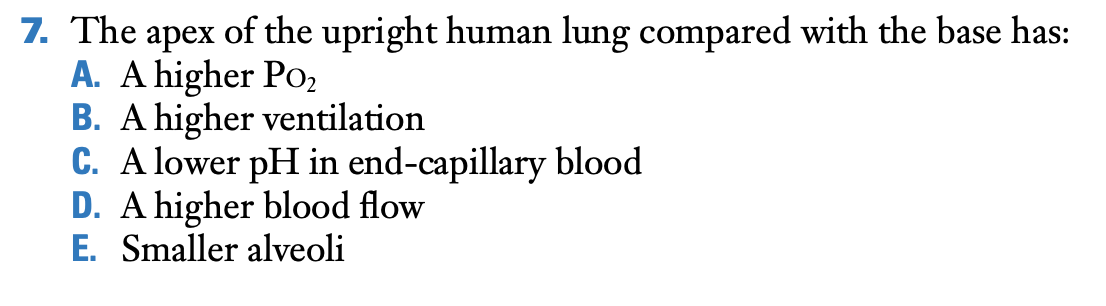 7. The apex of the upright human lung compared with the base has:
A. A higher PO₂
B. A higher ventilation
C. A lower pH in end-capillary blood
D. A higher blood flow
E. Smaller alveoli